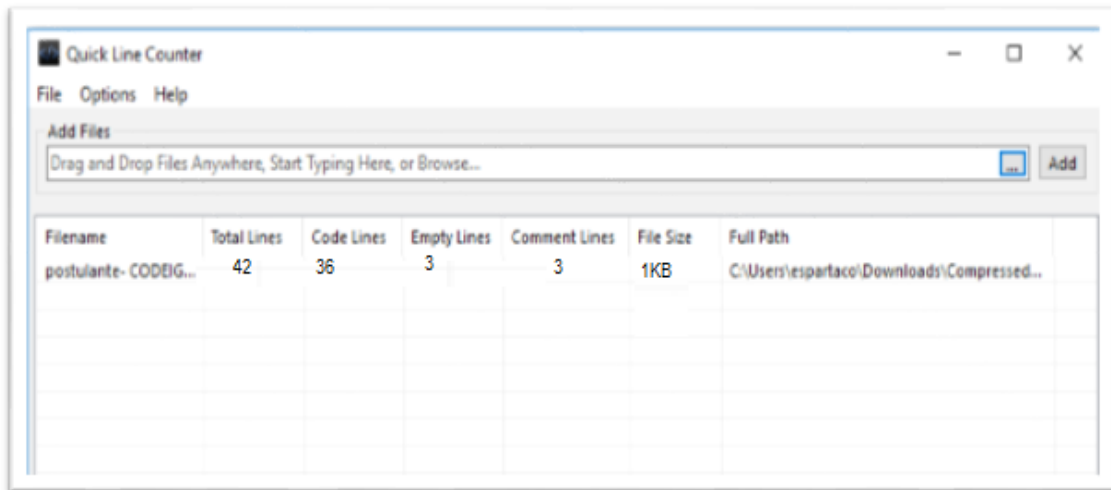 Quick Line Counter
File Options Help
Add Files
Drag and Drop Files Anywhere, Start Typing Here, or Browse...
... Add
Filename Total Lines Code Lines Empty Lines Comment Lines File Size Full Path
postulante- CODEIG... 42 36 3 3 1KB C:\Users\espartaco\Downloads\Compressed...